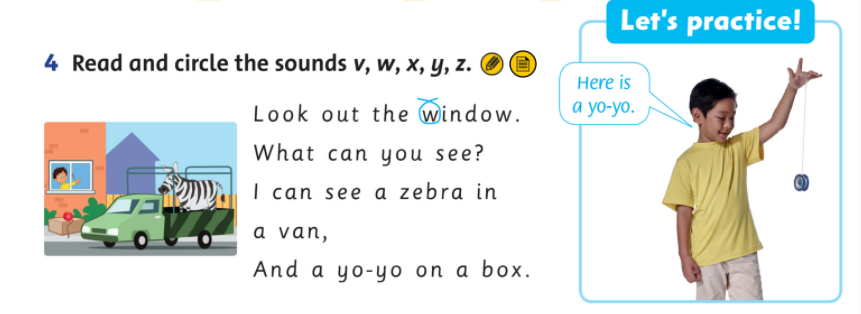 Let's practice!
4 Read and circle the sounds v, w, x, y, z.
Here is
a yo-yo.
Look out the window.
What can you see?
I can see a zebra in
a van,
And a yo-yo on a box.